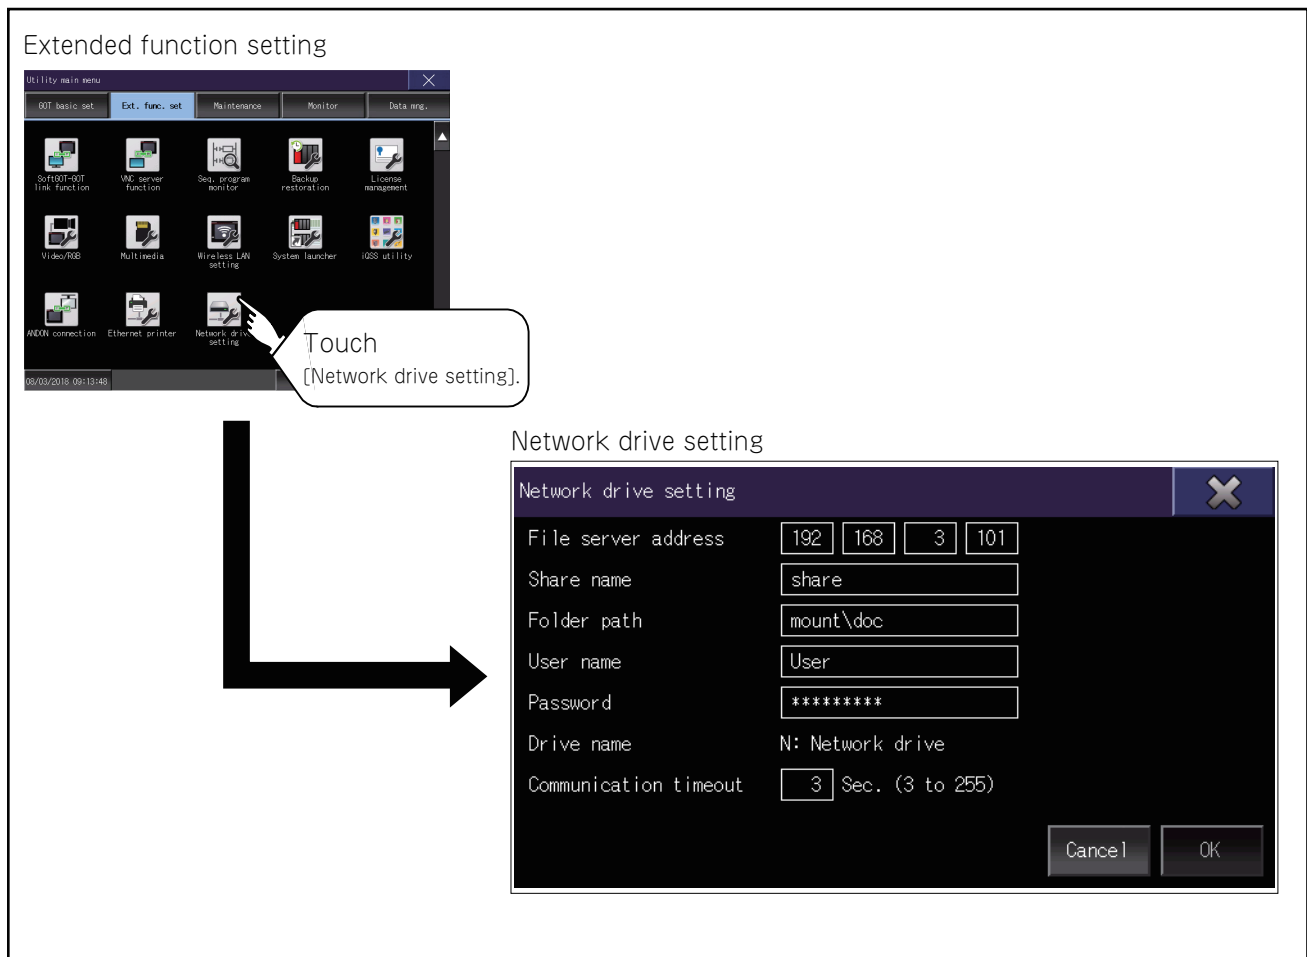 Extended function setting
Utility main menu
GOT basic set Ext. func. set Maintenance Monitor Data mng.
SoftGOT-GOT link function
VNC server function
Seq. program monitor
Backup restoration
License management
Video/RGB
Multimedia
Wireless LAN setting
System launcher
iQSS utility
ANDON connection
Ethernet printer
Network driv setting
08/03/2018 09:13:48
Touch
[Network drive setting].
Network drive setting
Network drive setting
File server address 192 168 3 101
Share name share
Folder path mount\doc
User name User
Password *********
Drive name N: Network drive
Communication timeout 3 Sec. (3 to 255)
Cancel OK